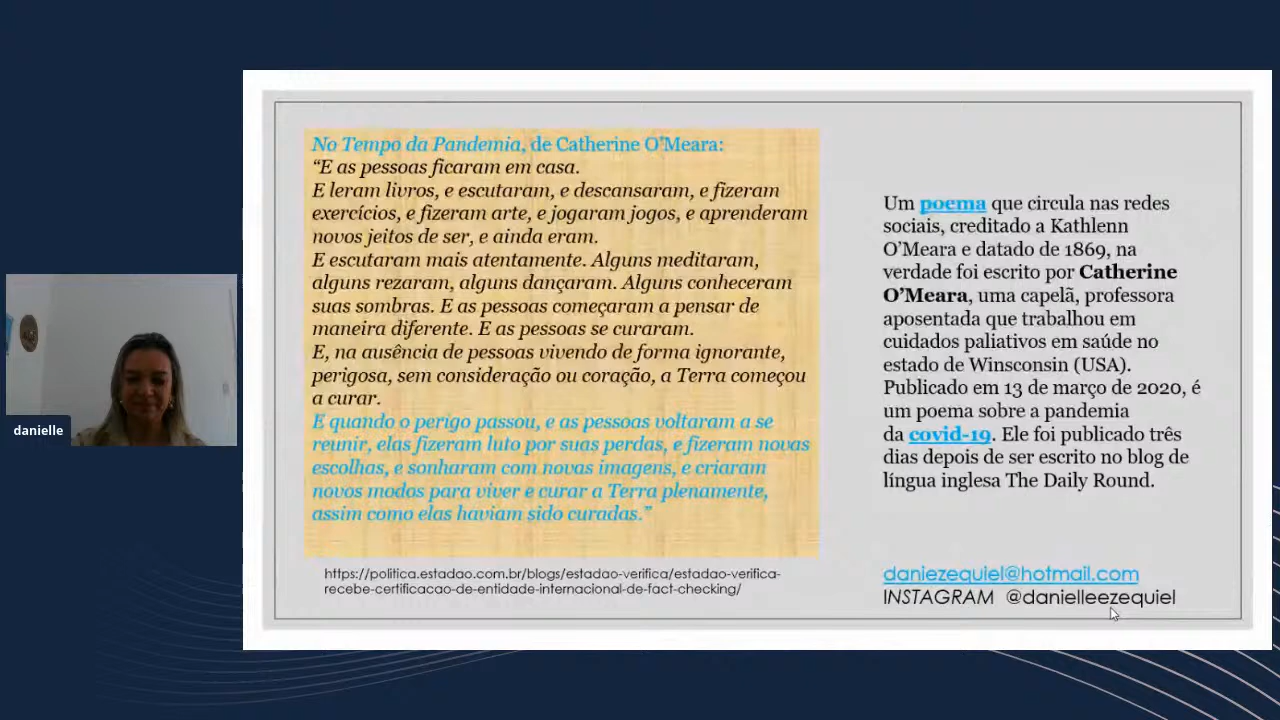 No Tempo da Pandemia, de Catherine O’Meara:
“E as pessoas ficaram em casa.
E leram livros, e escutaram, e descansaram, e fizeram
exercícios, e fizeram arte, e jogaram jogos, e aprenderam
novos jeitos de ser, e ainda eram.
E escutaram mais atentamente. Alguns meditaram,
alguns rezaram, alguns dançaram. Alguns conheceram
suas sombras. E as pessoas começaram a pensar de
maneira diferente. E as pessoas se curaram.
E, na ausência de pessoas vivendo de forma ignorante,
perigosa, sem consideração ou coração, a Terra começou
a curar.
E quando o perigo passou, e as pessoas voltaram a se
reunir, elas fizeram luto por suas perdas, e fizeram novas
escolhas, e sonharam com novas imagens, e criaram
novos modos para viver e curar a Terra plenamente,
assim como elas haviam sido curadas.”
https://politica.estadao.com.br/blogs/estadao-verifica/estadao-verifica-
recebe-certificacao-de-entidade-internacional-de-fact-checking/
Um poema que circula nas redes
sociais, creditado a Kathlenn
O’Meara e datado de 1869, na
verdade foi escrito por Catherine
O’Meara, uma capelã, professora
aposentada que trabalhou em
cuidados paliativos em saúde no
estado de Winsconsin (USA).
Publicado em 13 de março de 2020, é
um poema sobre a pandemia
da covid-19. Ele foi publicado três
dias depois de ser escrito no blog de
língua inglesa The Daily Round.
daniezequiel@hotmail.com
INSTAGRAM @danielleezequiel
danielle